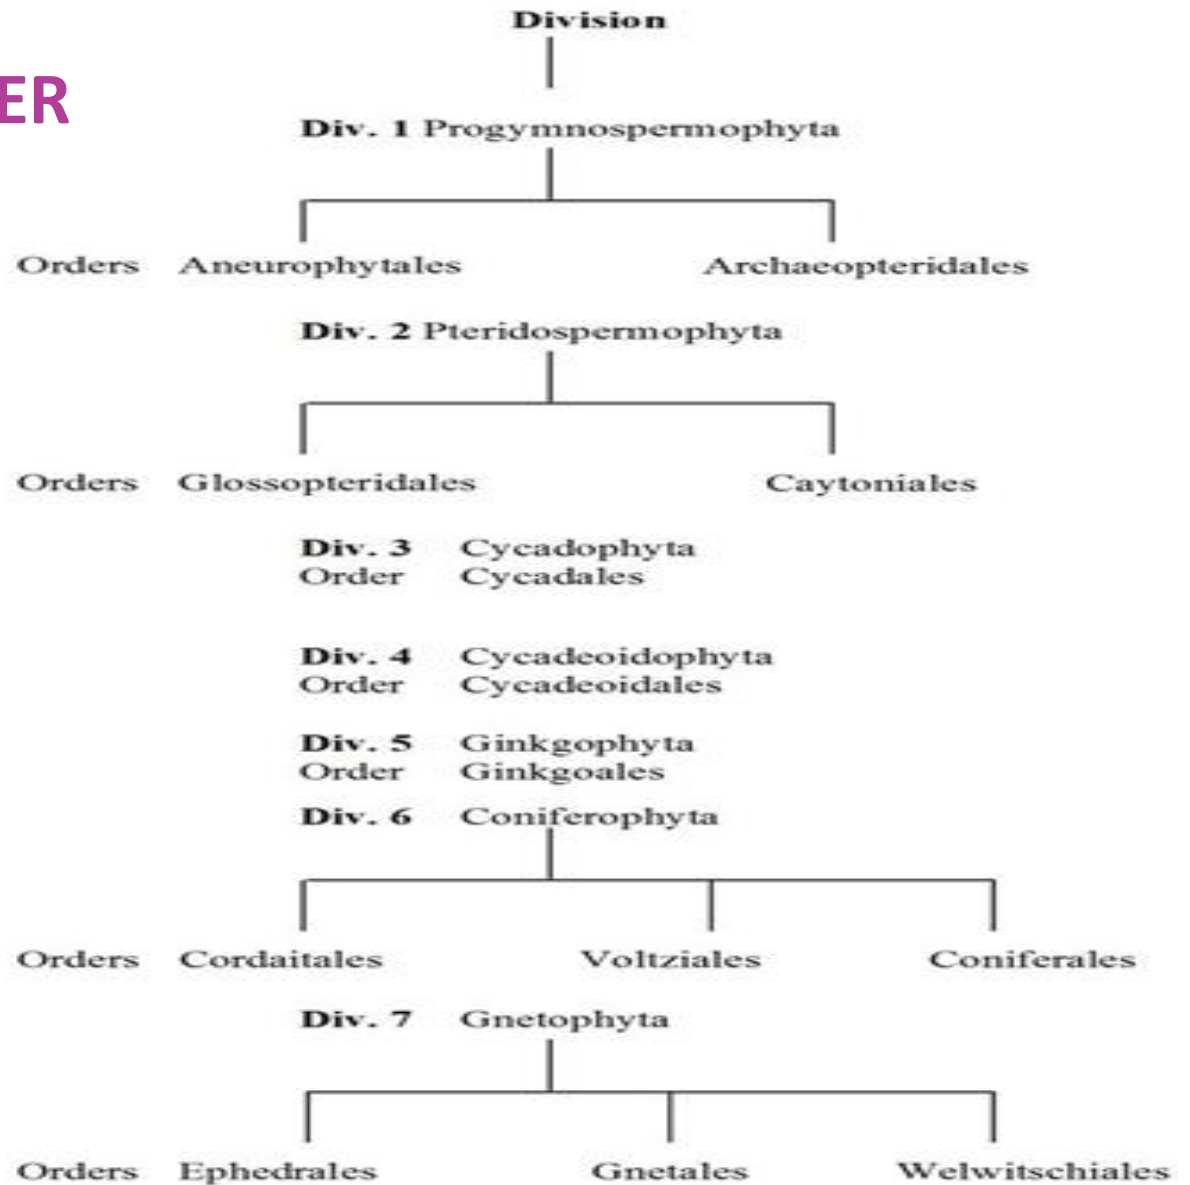 Division
ER
Div. 1 Progymnospermophyta
Orders Aneurophytales Archaeopteridales
Div. 2 Pteridospermophyta
Orders Glossopteridales Caytoniales
Div. 3 Cycadophyta
Order Cycadales
Div. 4 Cycadeoidophyta
Order Cycadeoidales
Div. 5 Ginkgophyta
Order Ginkgoales
Div. 6 Coniferophyta
Orders Cordaitales Voltziales Coniferales
Div. 7 Gnetophyta
Orders Ephedrales Gnetales Welwitschiales